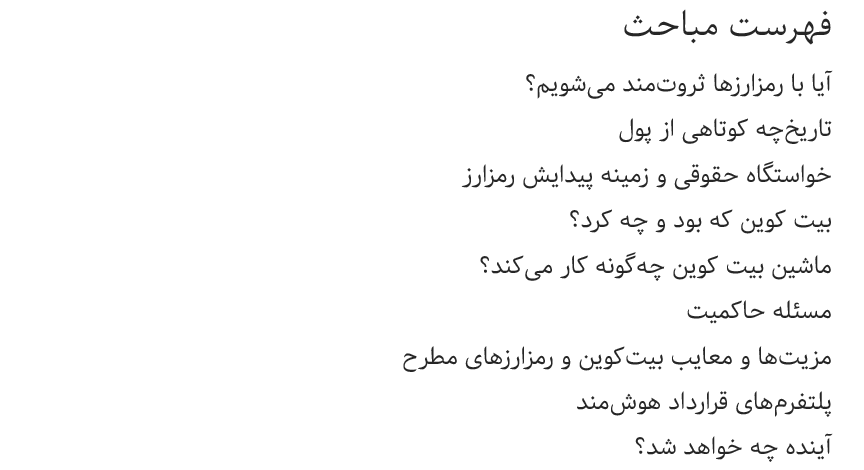 فهرست مباحث
آیا با رمزارزها ثروت‌مند می‌شویم؟
تاریخ‌چه کوتاهی از پول
خواستگاه حقوقی و زمینه پیدایش رمزارز
بیت کوین که بود و چه کرد؟
ماشین بیت کوین چه‌گونه کار می‌کند؟
مسئله حاکمیت
مزیت‌ها و معایب بیت‌کوین و رمزارزهای مطرح
پلتفرم‌های قرارداد هوش‌مند
آینده چه خواهد شد؟